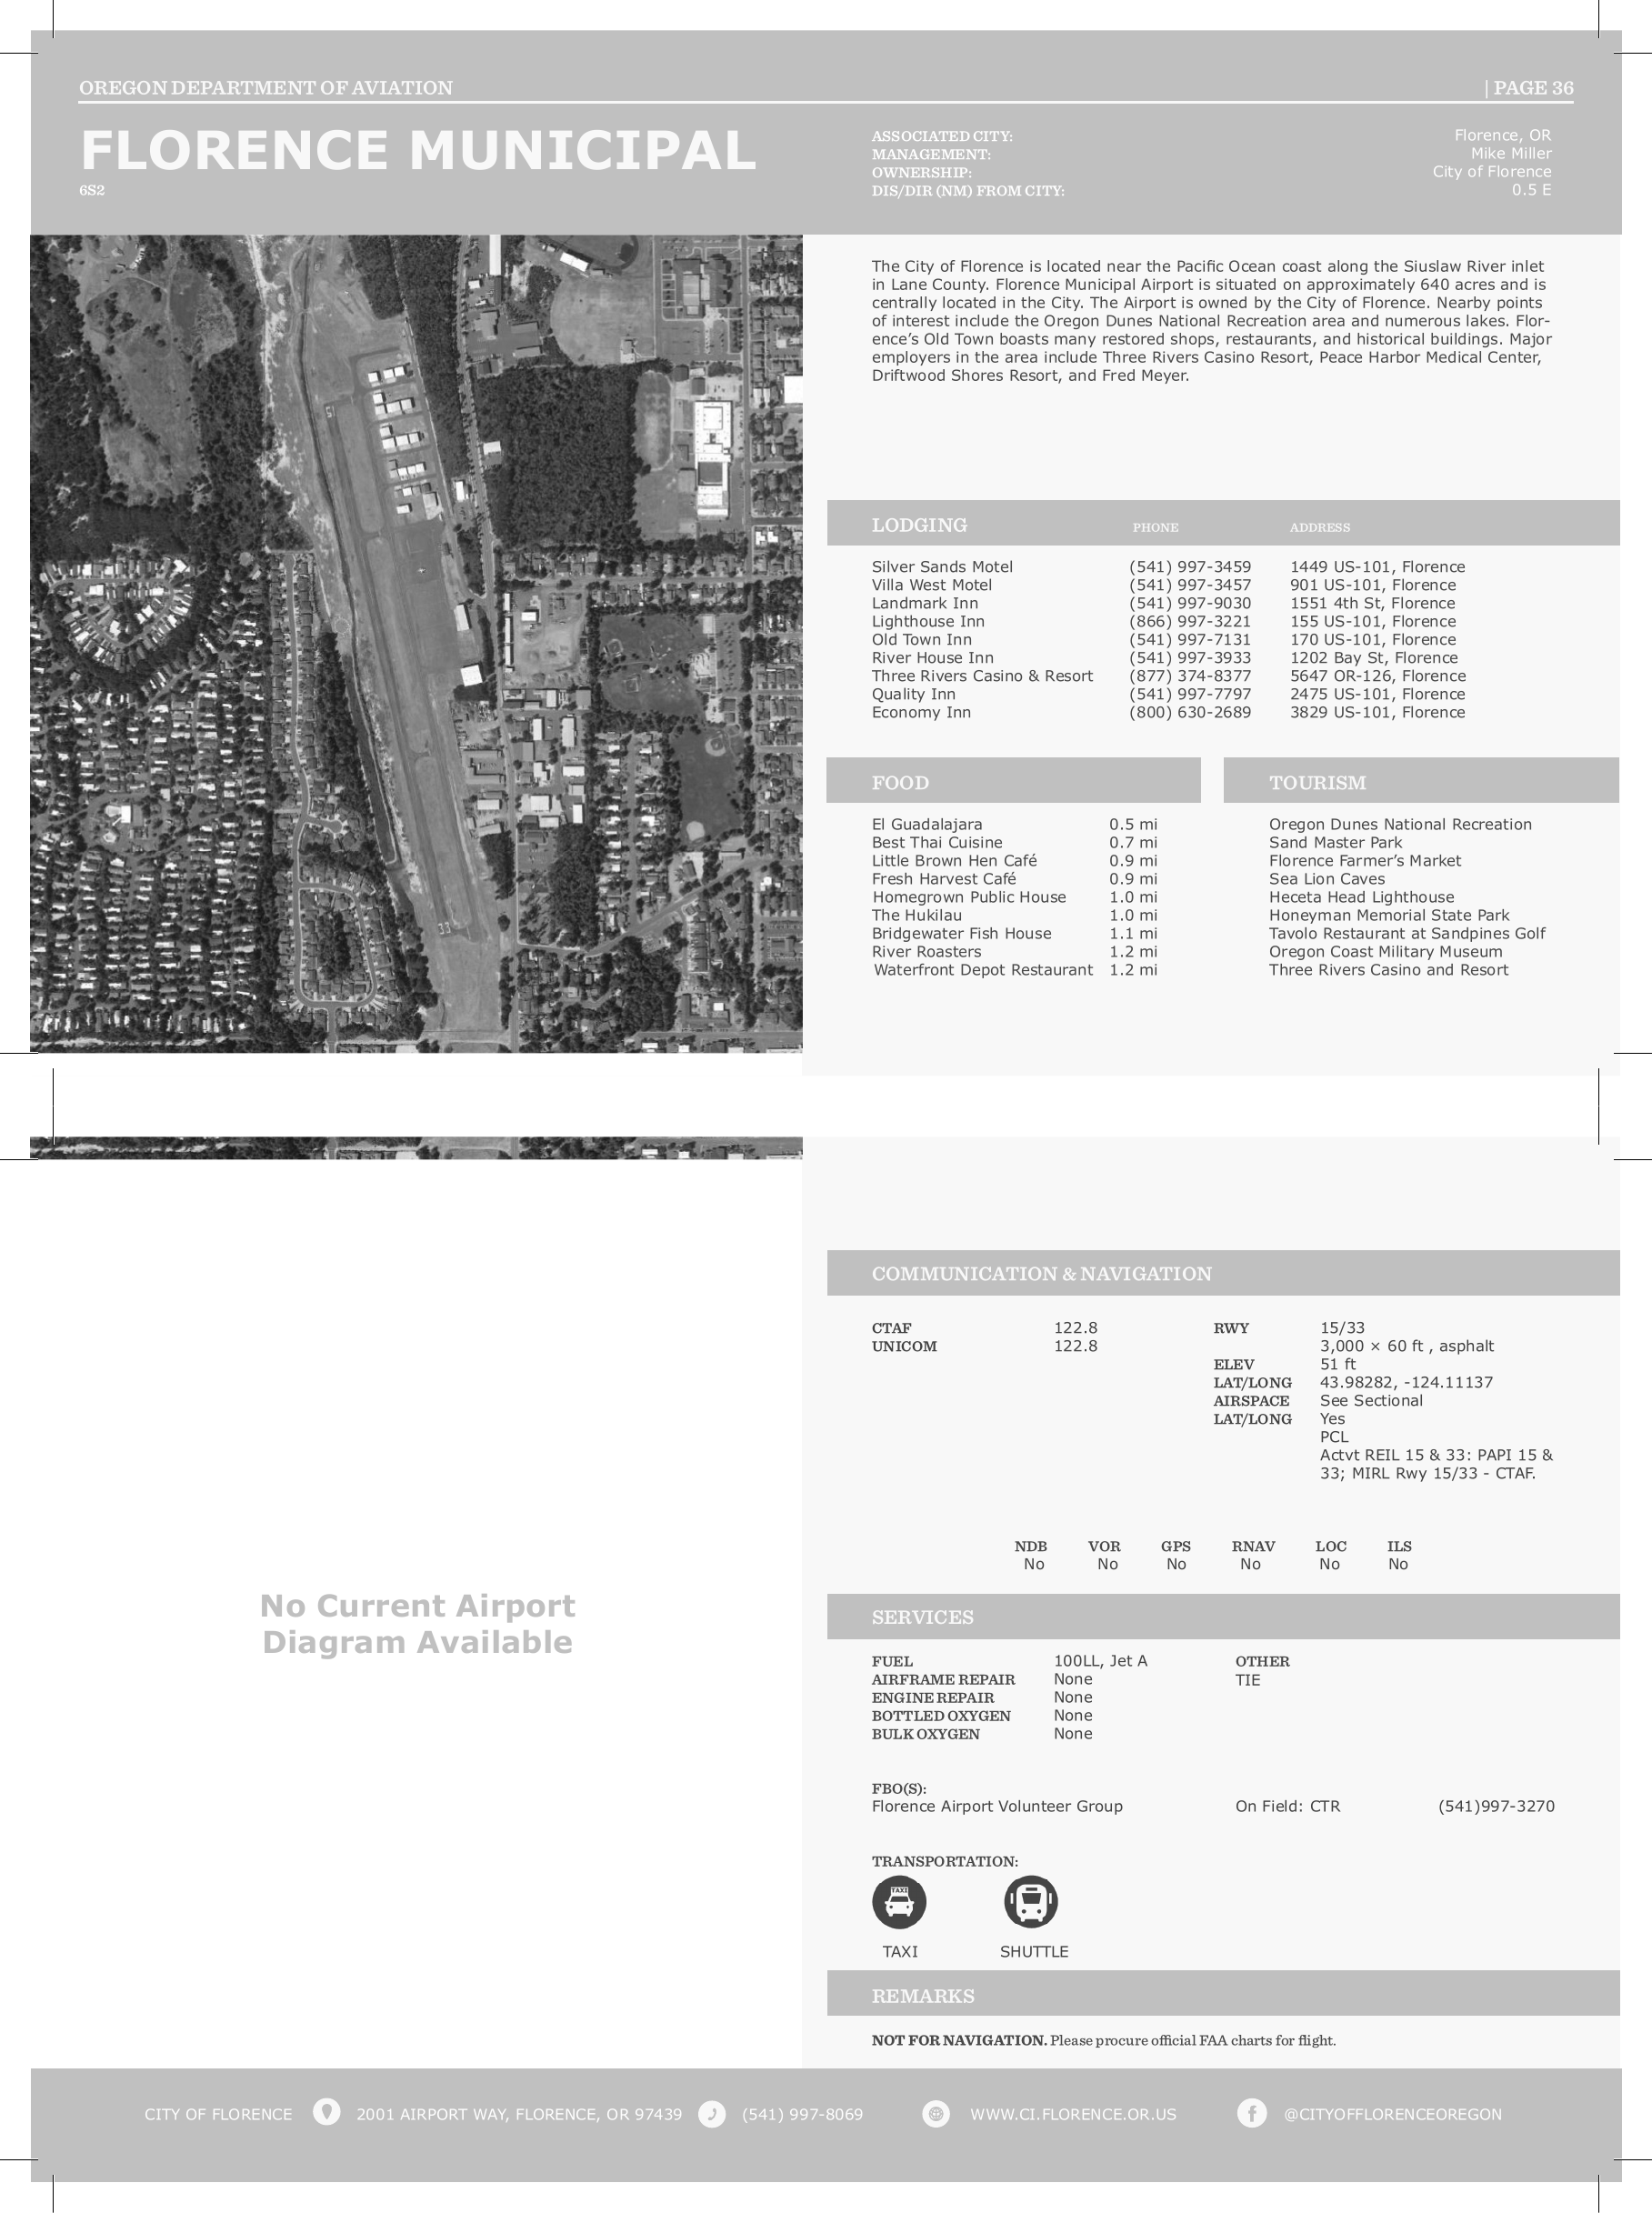 OREGON DEPARTMENT OF AVIATION | PAGE 36
FLORENCE MUNICIPAL
6S2
ASSOCIATED CITY: Florence, OR
MANAGEMENT: Mike Miller
OWNERSHIP: City of Florence
DIS/DIR (NM) FROM CITY: 0.5 E
The City of Florence is located near the Pacific Ocean coast along the Siuslaw River inlet
in Lane County. Florence Municipal Airport is situated on approximately 640 acres and is
centrally located in the City. The Airport is owned by the City of Florence. Nearby points
of interest include the Oregon Dunes National Recreation area and numerous lakes. Flor-
ence's Old Town boasts many restored shops, restaurants, and historical buildings. Major
employers in the area include Three Rivers Casino Resort, Peace Harbor Medical Center,
Driftwood Shores Resort, and Fred Meyer.
LODGING PHONE ADDRESS
Silver Sands Motel (541) 997-3459 1449 US-101, Florence
Villa West Motel (541) 997-3457 901 US-101, Florence
Landmark Inn (541) 997-9030 1551 4th St, Florence
Lighthouse Inn (866) 997-3221 155 US-101, Florence
Old Town Inn (541) 997-7131 170 US-101, Florence
River House Inn (541) 997-3933 1202 Bay St, Florence
Three Rivers Casino & Resort (877) 374-8377 5647 OR-126, Florence
Quality Inn (541) 997-7797 2475 US-101, Florence
Economy Inn (800) 630-2689 3829 US-101, Florence
FOOD
El Guadalajara 0.5 mi
Best Thai Cuisine 0.7 mi
Little Brown Hen Café 0.9 mi
Fresh Harvest Café 0.9 mi
Homegrown Public House 1.0 mi
The Hukilau 1.0 mi
Bridgewater Fish House 1.1 mi
River Roasters 1.2 mi
Waterfront Depot Restaurant 1.2 mi
TOURISM
Oregon Dunes National Recreation
Sand Master Park
Florence Farmer's Market
Sea Lion Caves
Heceta Head Lighthouse
Honeyman Memorial State Park
Tavolo Restaurant at Sandpines Golf
Oregon Coast Military Museum
Three Rivers Casino and Resort
15
33
No Current Airport
Diagram Available
COMMUNICATION & NAVIGATION
CTAF 122.8
UNICOM 122.8
RWY 15/33
3,000 × 60 ft , asphalt
ELEV 51 ft
LAT/LONG 43.98282, -124.11137
AIRSPACE See Sectional
LAT/LONG Yes
PCL
Actvt REIL 15 & 33: PAPI 15 &
33; MIRL Rwy 15/33 - CTAF.
NDB VOR GPS RNAV LOC ILS
No No No No No No
SERVICES
FUEL 100LL, Jet A
AIRFRAME REPAIR None
ENGINE REPAIR None
BOTTLED OXYGEN None
BULK OXYGEN None
OTHER
TIE
FBO(S):
Florence Airport Volunteer Group On Field: CTR (541)997-3270
TRANSPORTATION:
TAXI
TAXI SHUTTLE
REMARKS
NOT FOR NAVIGATION. Please procure official FAA charts for flight.
CITY OF FLORENCE 2001 AIRPORT WAY, FLORENCE, OR 97439 (541) 997-8069 WWW.CI.FLORENCE.OR.US @CITYOFFLORENCEOREGON